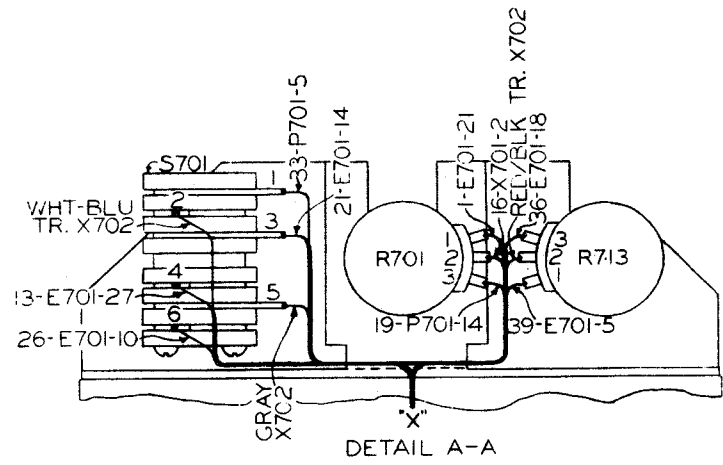 S701
1
2
3
4
5
6
WHT-BLU
TR. X702
13-E701-27
26-E701-10
33-P701-5
21-E701-14
GRAY
X702
R701
1
2
3
1-E701-21
16-X701-2
RED/BLK TR. X702
36-E701-18
3
2
1
R713
19-P701-14
39-E701-5
"X"
DETAIL A-A